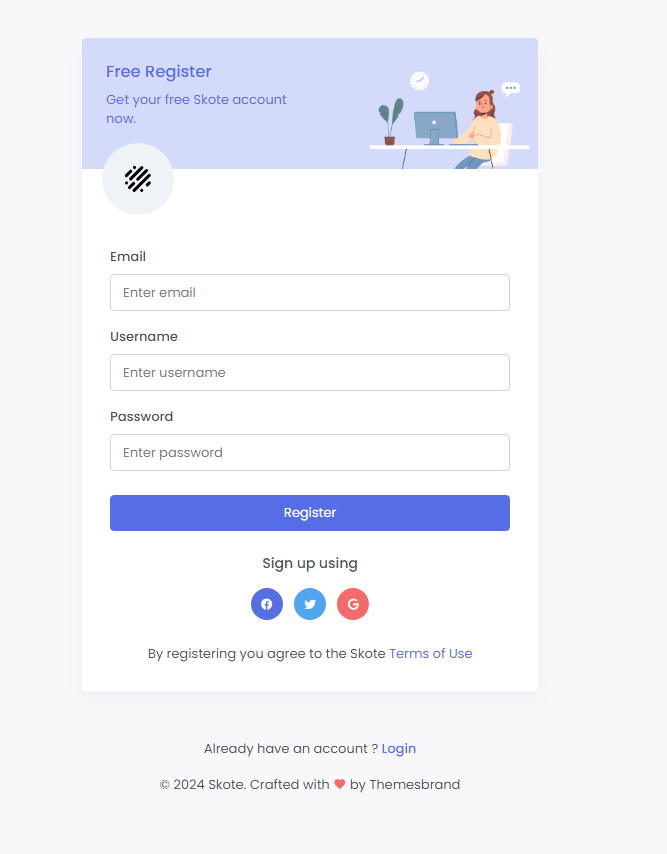 Free Register
Get your free Skote account
now.
Email
Enter email
Username
Enter username
Password
Enter password
Register
Sign up using
By registering you agree to the Skote Terms of Use
Already have an account ? Login
© 2024 Skote. Crafted with ❤ by Themesbrand